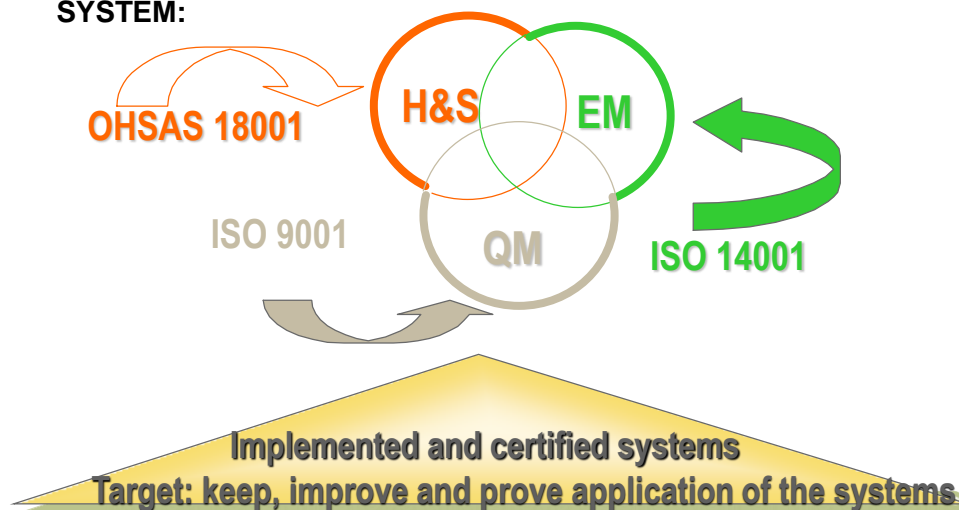 SYSTEM:
H&S
EM
OHSAS 18001
ISO 9001
QM
ISO 14001
Implemented and certified systems
Target: keep, improve and prove application of the systems